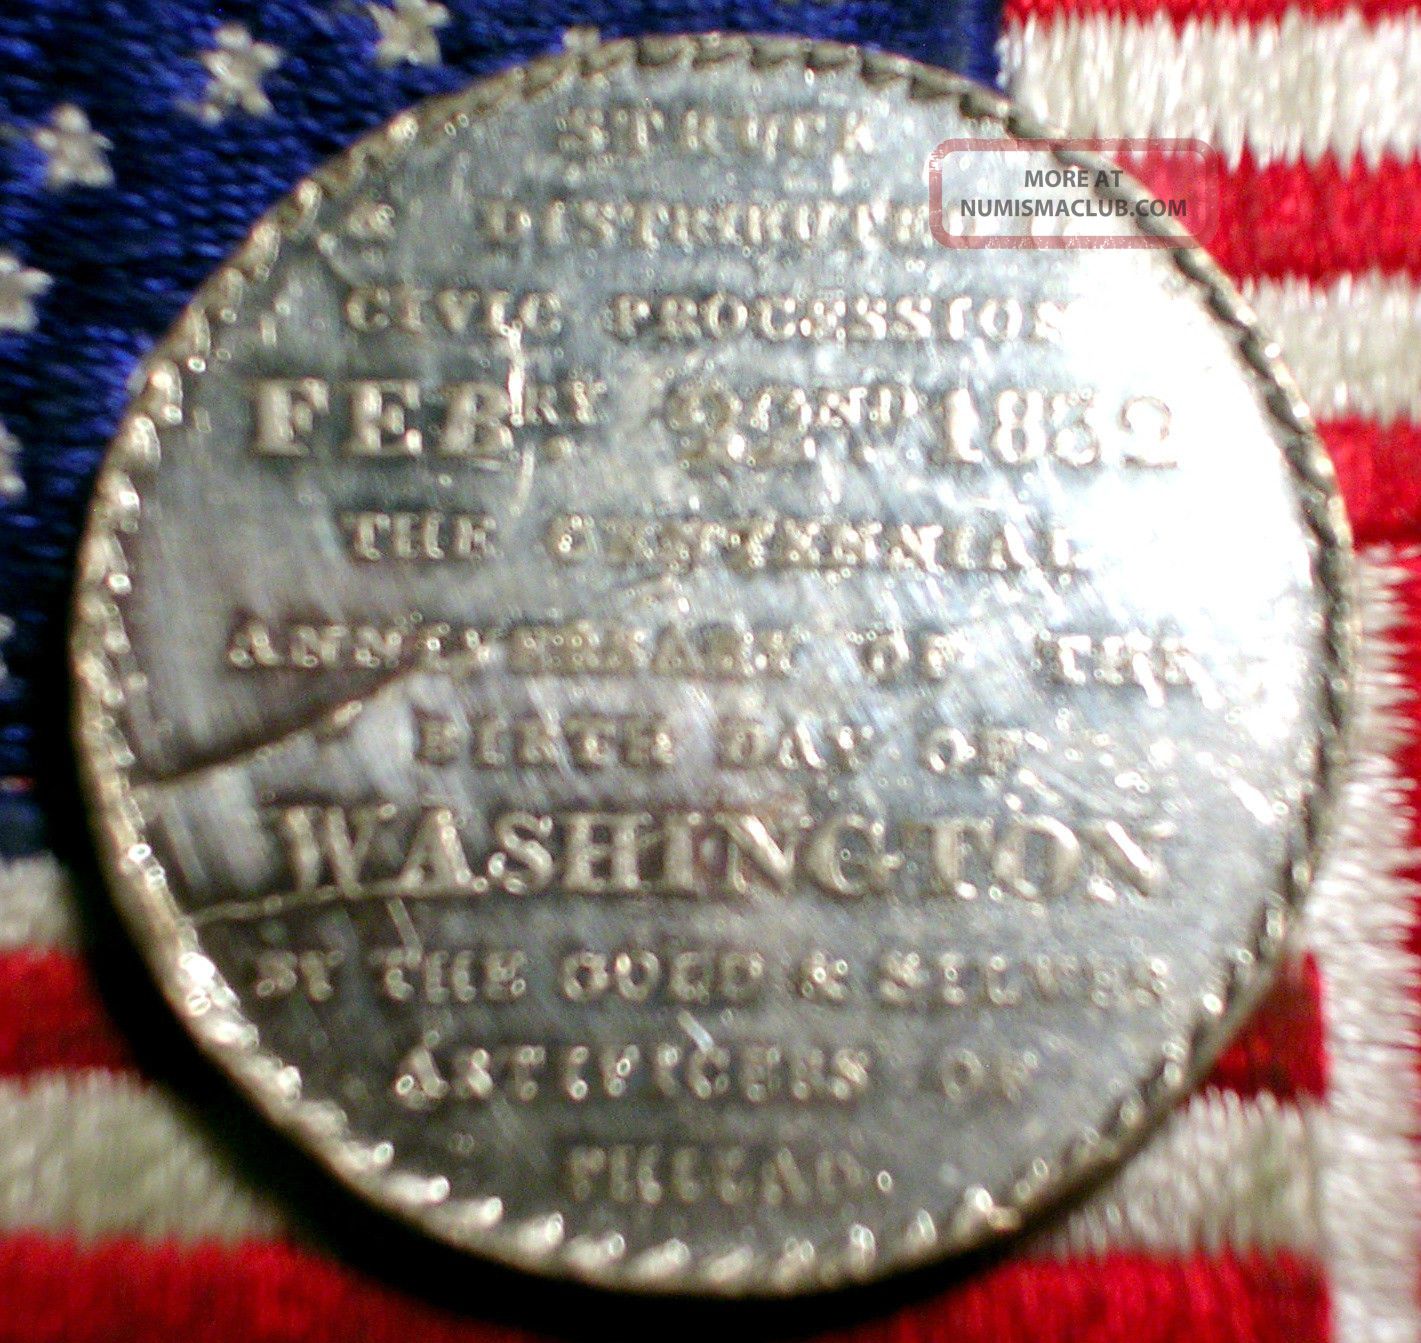 STRUCK
& DISTRIBUTED
MORE AT
NUMISMACLUB.COM
CIVIC PROCESSION
FEBRY. 22ND. 1832
THE CENTENNIAL
ANNIVERSARY OF THE
BIRTH DAY OF
WASHINGTON
BY THE GOLD & SILVER
ARTIFICERS OF
PHILAD.